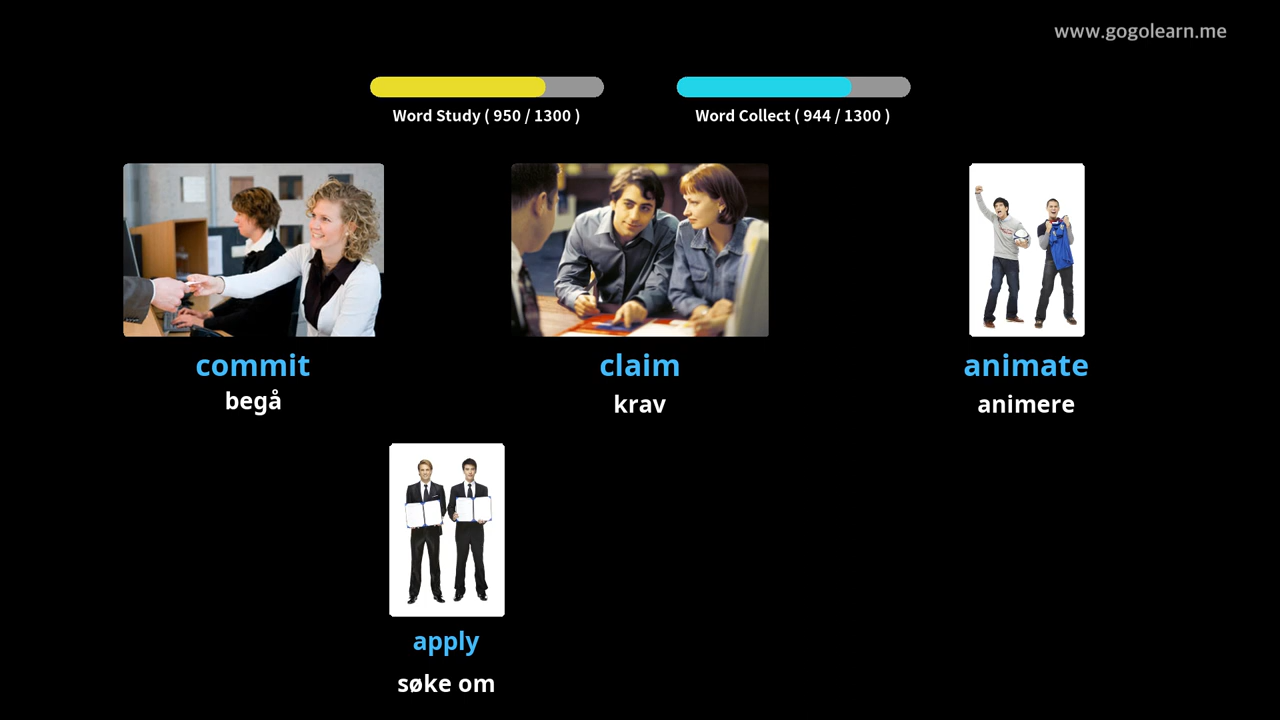 www.gogolearn.me
Word Study ( 950 / 1300 )
Word Collect ( 944 / 1300 )
commit
begå
claim
krav
animate
animere
apply
søke om